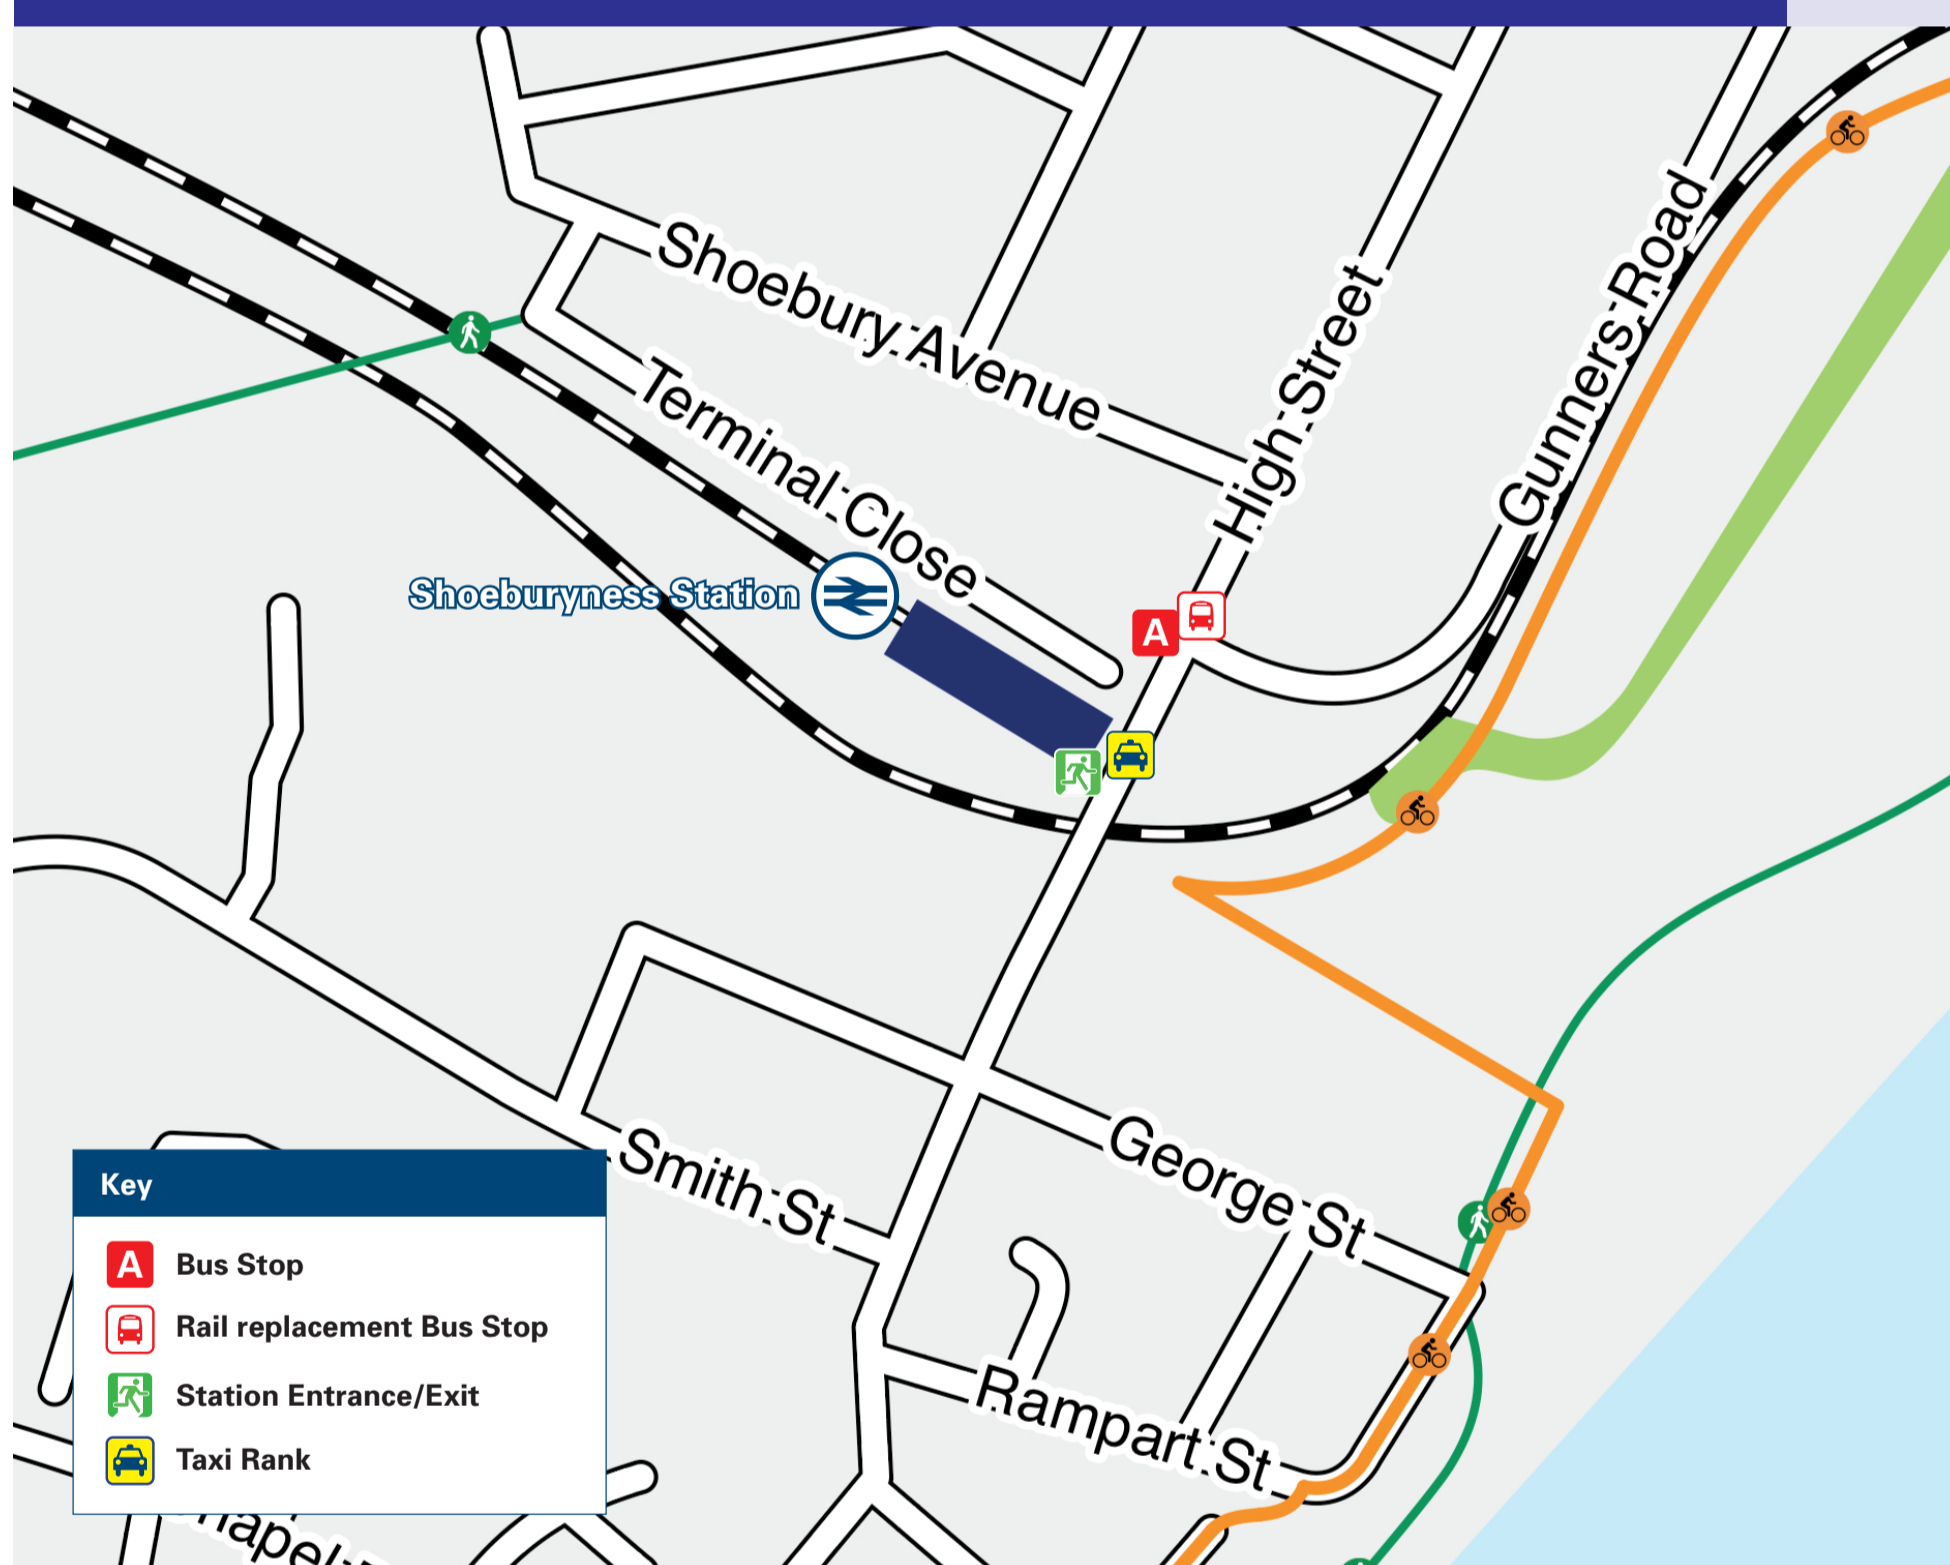 Shoebury Avenue
High Street
Gunners Road
Terminal Close
Shoeburyness Station
A
George St
Smith St
Rampart St
Key
A Bus Stop
Rail replacement Bus Stop
Station Entrance/Exit
Taxi Rank